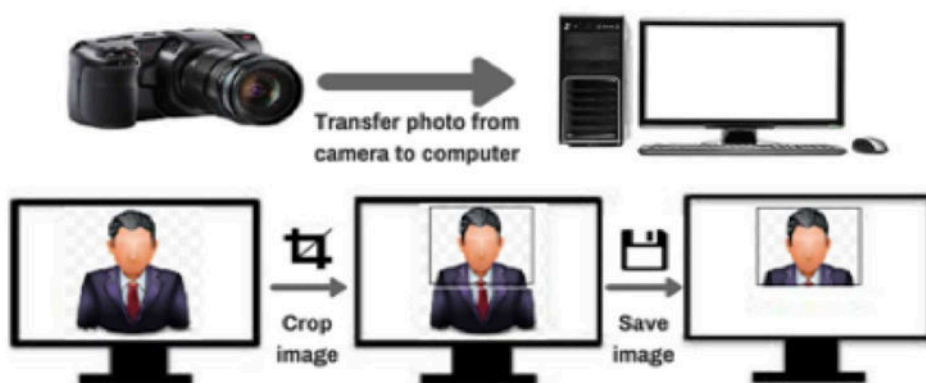 Transfer photo from
camera to computer
Crop
image
Save
image